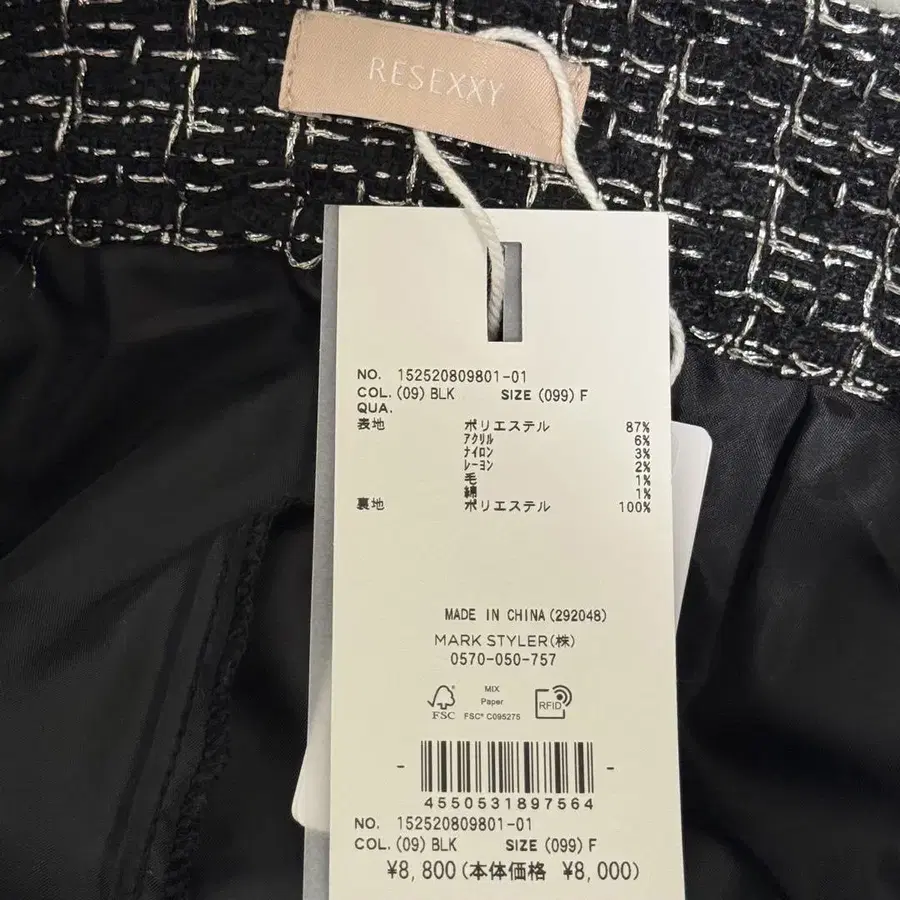 RESEXXY
NO. 152520809801-01
COL. (09) BLK SIZE (099) F
QUA.
表地 ポリエステル 87%
アクリル 6%
ナイロン 3%
レーヨン 2%
毛 1%
綿 1%
裏地 ポリエステル 100%
MADE IN CHINA (292048)
MARK STYLER(株)
0570-050-757
FSC
MIX
Paper
FSC® C095275
RFID
4550531897564
NO. 152520809801-01
COL. (09) BLK SIZE (099) F
¥8,800(本体価格 ¥8,000)